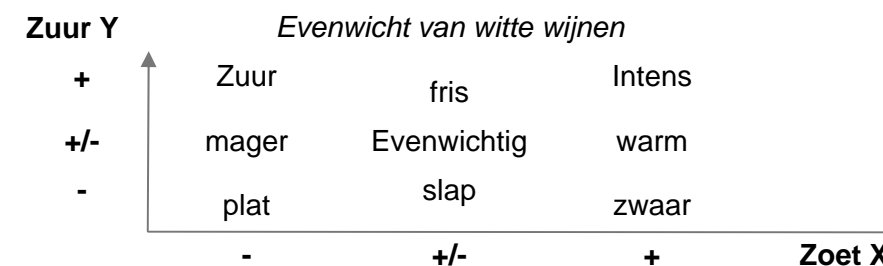 Zuur Y Evenwicht van witte wijnen
+ Zuur fris Intens
+/- mager Evenwichtig warm
- plat slap zwaar
- +/- + Zoet X